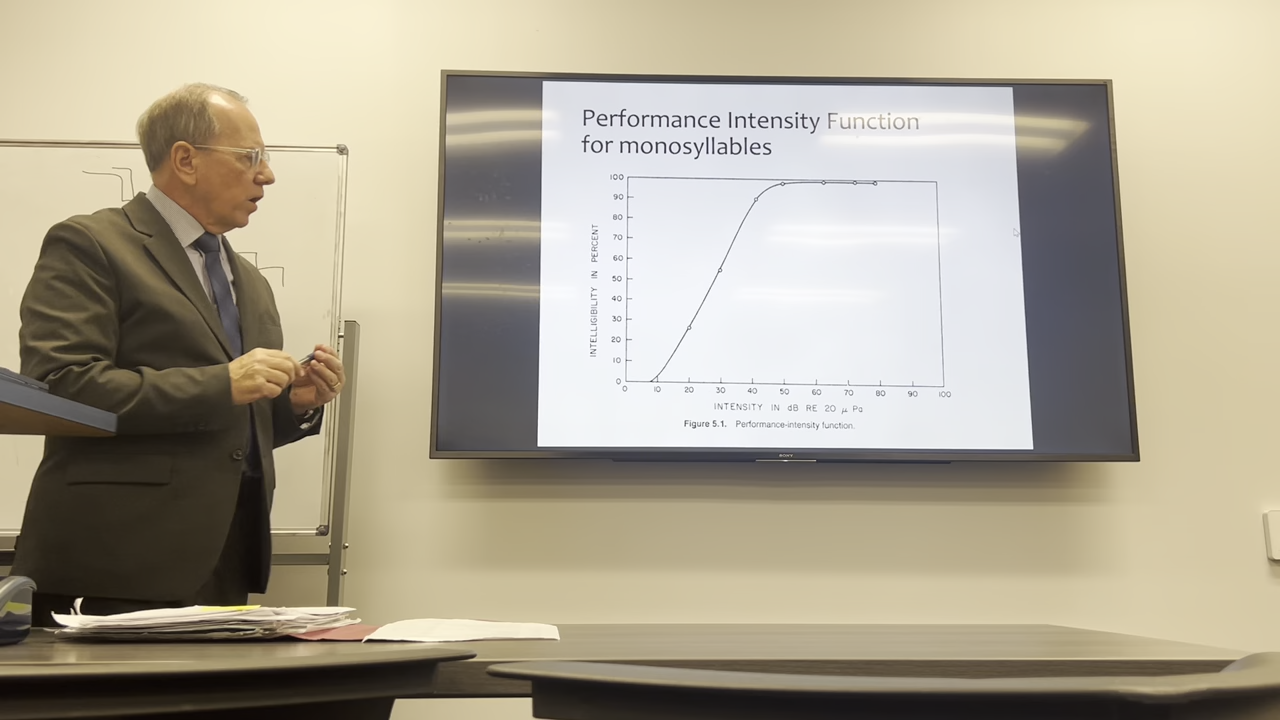 Performance Intensity Function
for monosyllables
100
90
80
70
60
50
40
30
20
10
0
INTELLIGIBILITY IN PERCENT
0 10 20 30 40 50 60 70 80 90 100
INTENSITY IN dB RE 20 μ Pa
Figure 5.1. Performance-intensity function.
SONY